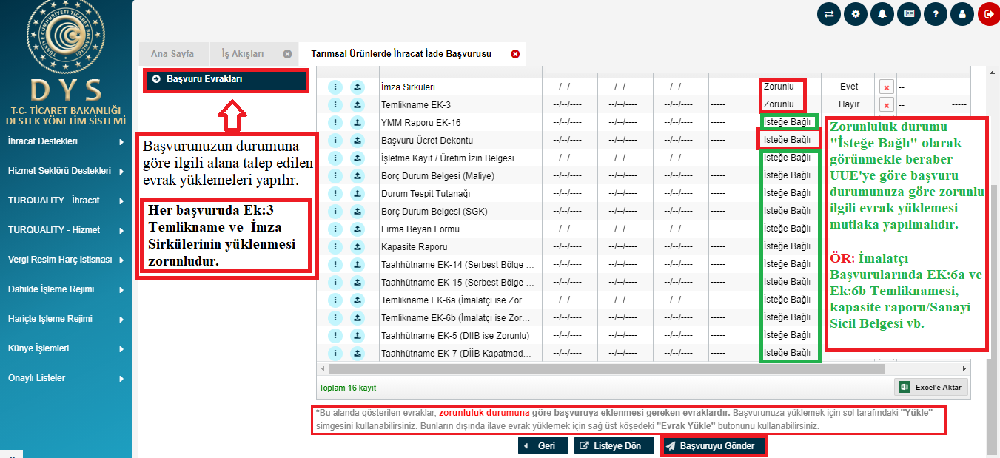 TÜRKİYE CUMHURİYETİ TİCARET BAKANLIĞI
DYS
T.C. TİCARET BAKANLIĞI
DESTEK YÖNETİM SİSTEMİ
İhracat Destekleri
Hizmet Sektörü Destekleri
TURQUALITY - İhracat
TURQUALITY - Hizmet
Vergi Resim Harç İstisnası
Dahilde İşleme Rejimi
Hariçte İşleme Rejimi
Künye İşlemleri
Onaylı Listeler
Ana Sayfa
İş Akışları
Tarımsal Ürünlerde İhracat İade Başvurusu
Başvuru Evrakları
Başvurunuzun durumuna
göre ilgili alana talep edilen
evrak yüklemeleri yapılır.
Her başvuruda Ek:3
Temlikname ve İmza
Sirkülerinin yüklenmesi
zorunludur.
İmza Sirküleri --/--/---- --/--/---- --/--/---- ----- Zorunlu Evet -- -----
Temlikname EK-3 --/--/---- --/--/---- --/--/---- ----- Zorunlu Hayır -- -----
YMM Raporu EK-16 --/--/---- --/--/---- --/--/---- ----- İsteğe Bağlı
Başvuru Ücret Dekontu --/--/---- --/--/---- --/--/---- ----- İsteğe Bağlı
İşletme Kayıt / Üretim İzin Belgesi --/--/---- --/--/---- --/--/---- ----- İsteğe Bağlı
Borç Durum Belgesi (Maliye) --/--/---- --/--/---- --/--/---- ----- İsteğe Bağlı
Durum Tespit Tutanağı --/--/---- --/--/---- --/--/---- ----- İsteğe Bağlı
Borç Durum Belgesi (SGK) --/--/---- --/--/---- --/--/---- ----- İsteğe Bağlı
Firma Beyan Formu --/--/---- --/--/---- --/--/---- ----- İsteğe Bağlı
Kapasite Raporu --/--/---- --/--/---- --/--/---- ----- İsteğe Bağlı
Taahhütname EK-14 (Serbest Bölge ... --/--/---- --/--/---- --/--/---- ----- İsteğe Bağlı
Taahhütname EK-15 (Serbest Bölge ... --/--/---- --/--/---- --/--/---- ----- İsteğe Bağlı
Temlikname EK-6a (İmalatçı ise Zor... --/--/---- --/--/---- --/--/---- ----- İsteğe Bağlı
Temlikname EK-6b (İmalatçı ise Zor... --/--/---- --/--/---- --/--/---- ----- İsteğe Bağlı
Taahhütname EK-5 (DİİB ise Zorunlu) --/--/---- --/--/---- --/--/---- ----- İsteğe Bağlı
Taahhütname EK-7 (DİİB Kapatmad... --/--/---- --/--/---- --/--/---- ----- İsteğe Bağlı
Zorunluluk durumu
"İsteğe Bağlı" olarak
görünmekle beraber
UUE'ye göre başvuru
durumunuza göre zorunlu
ilgili evrak yüklemesi
mutlaka yapılmalıdır.
ÖR: İmalatçı
Başvurularında EK:6a ve
Ek:6b Temliknamesi,
kapasite raporu/Sanayi
Sicil Belgesi vb.
Toplam 16 kayıt
Excel'e Aktar
*Bu alanda gösterilen evraklar, zorunluluk durumuna göre başvuruya eklenmesi gereken evraklardır. Başvurunuza yüklemek için sol tarafındaki "Yükle"
simgesini kullanabilirsiniz. Bunların dışında ilave evrak yüklemek için sağ üst köşedeki "Evrak Yükle" butonunu kullanabilirsiniz.
Geri
Listeye Dön
Başvuruyu Gönder